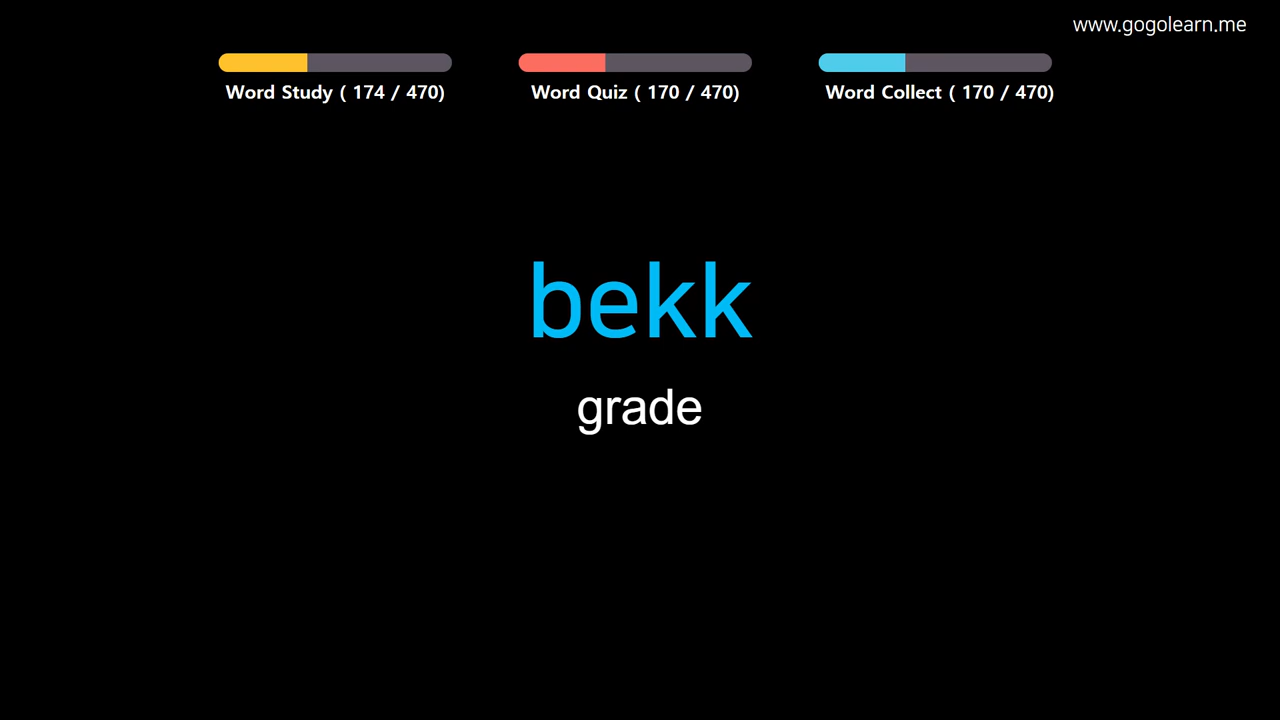 www.gogolearn.me
Word Study ( 174 / 470)
Word Quiz ( 170 / 470)
Word Collect ( 170 / 470)
bekk
grade